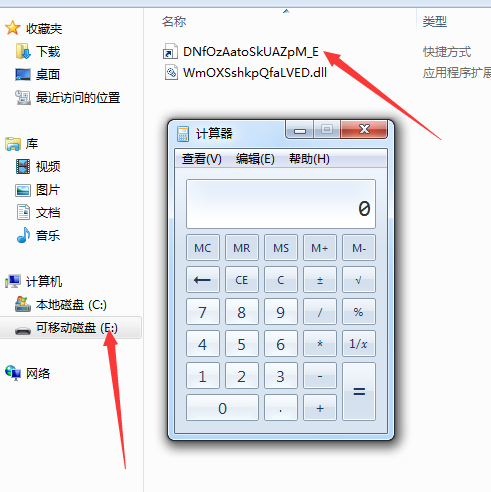 名称
类型
收藏夹
下载
桌面
最近访问的位置
库
视频
图片
文档
音乐
计算机
本地磁盘 (C:)
可移动磁盘 (E:)
网络
DNfOzAatoSkUAZpM_E
快捷方式
WmOXSshkpQfaLVED.dll
应用程序扩展
计算器
查看(V) 编辑(E) 帮助(H)
0
MC MR MS M+ M-
← CE C ± √
7 8 9 / %
4 5 6 * 1/x
1 2 3 - =
0 . +